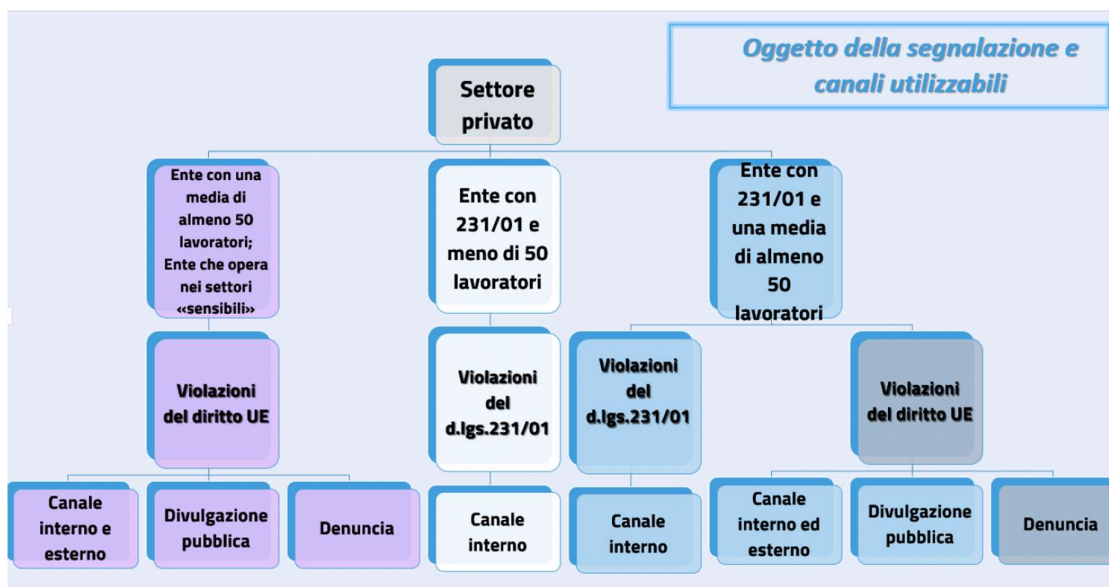 Oggetto della segnalazione e
canali utilizzabili
Settore
privato
Ente con una
media di
almeno 50
lavoratori;
Ente che opera
nei settori
«sensibili»
Ente con
231/01 e
meno di 50
lavoratori
Ente con
231/01 e
una media
di almeno
50
lavoratori
Violazioni
del diritto UE
Violazioni
del
d.lgs.231/01
Violazioni
del
d.lgs.231/01
Violazioni
del diritto UE
Canale
interno e
esterno
Divulgazione
pubblica
Denuncia
Canale
interno
Canale
interno
Canale
interno ed
esterno
Divulgazione
pubblica
Denuncia